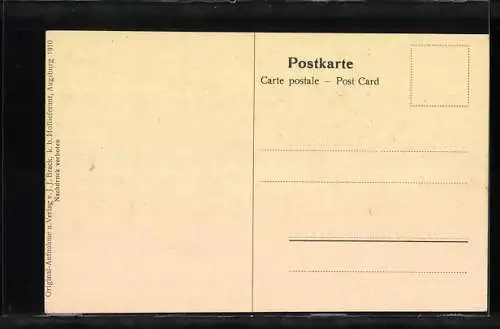 Original-Aufnahme u. Verlag v. J. J. Brack, k. b. Hoflieferant, Augsburg 1910
Nachdruck verboten
Postkarte
Carte postale – Post Card